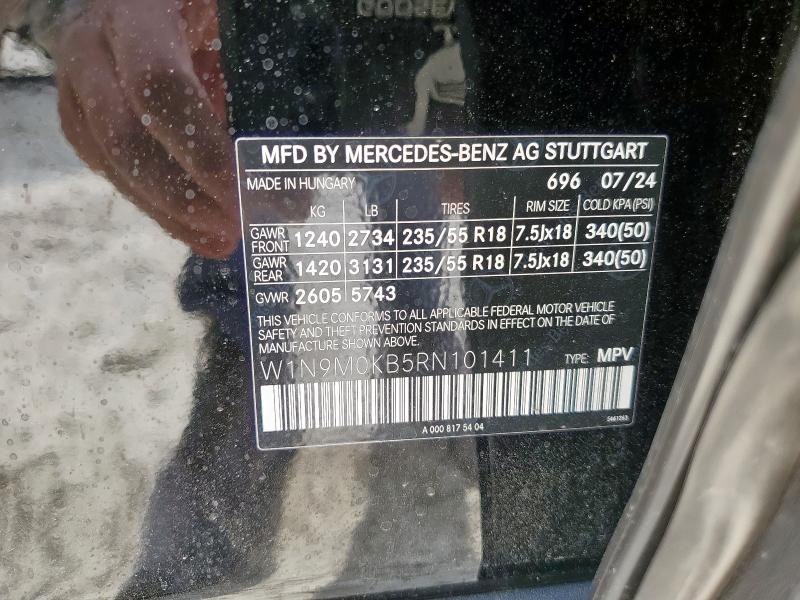 MFD BY MERCEDES-BENZ AG STUTTGART
MADE IN HUNGARY 696 07/24
KG LB TIRES RIM SIZE COLD KPA(PSI)
GAWR FRONT 1240 2734 235/55 R18 7.5Jx18 340(50)
GAWR REAR 1420 3131 235/55 R18 7.5Jx18 340(50)
GVWR 2605 5743
THIS VEHICLE CONFORMS TO ALL APPLICABLE FEDERAL MOTOR VEHICLE
SAFETY AND THEFT PREVENTION STANDARDS IN EFFECT ON THE DATE OF
MANUFACTURE SHOWN ABOVE.
W1N9M0KB5RN101411 TYPE: MPV
A 000 817 54 04